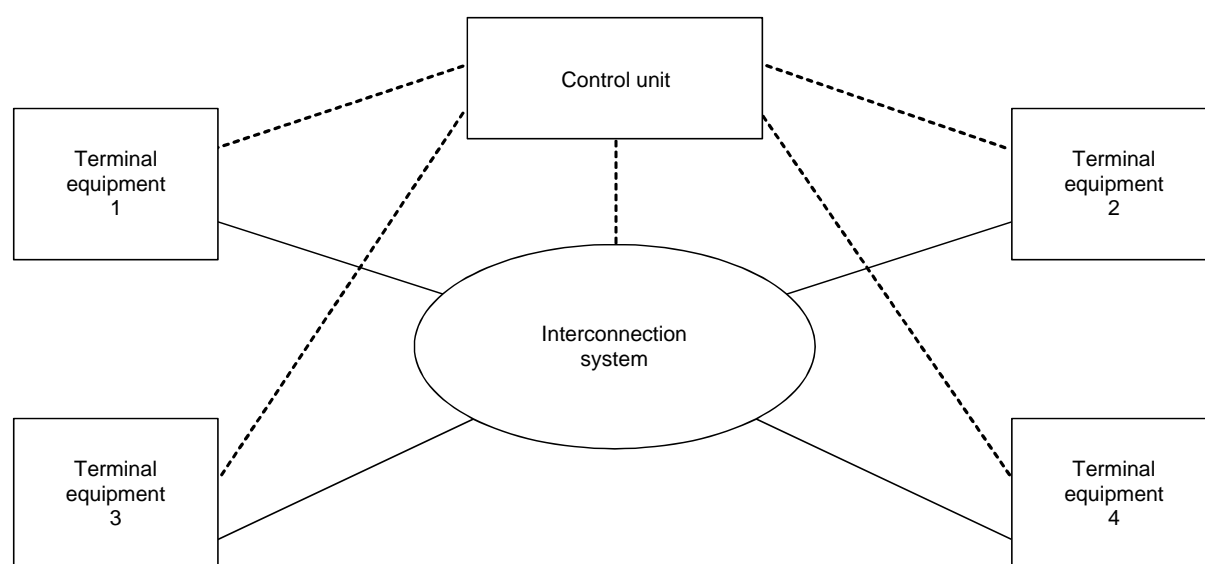 Control unit
Terminal
equipment
1
Terminal
equipment
2
Interconnection
system
Terminal
equipment
3
Terminal
equipment
4